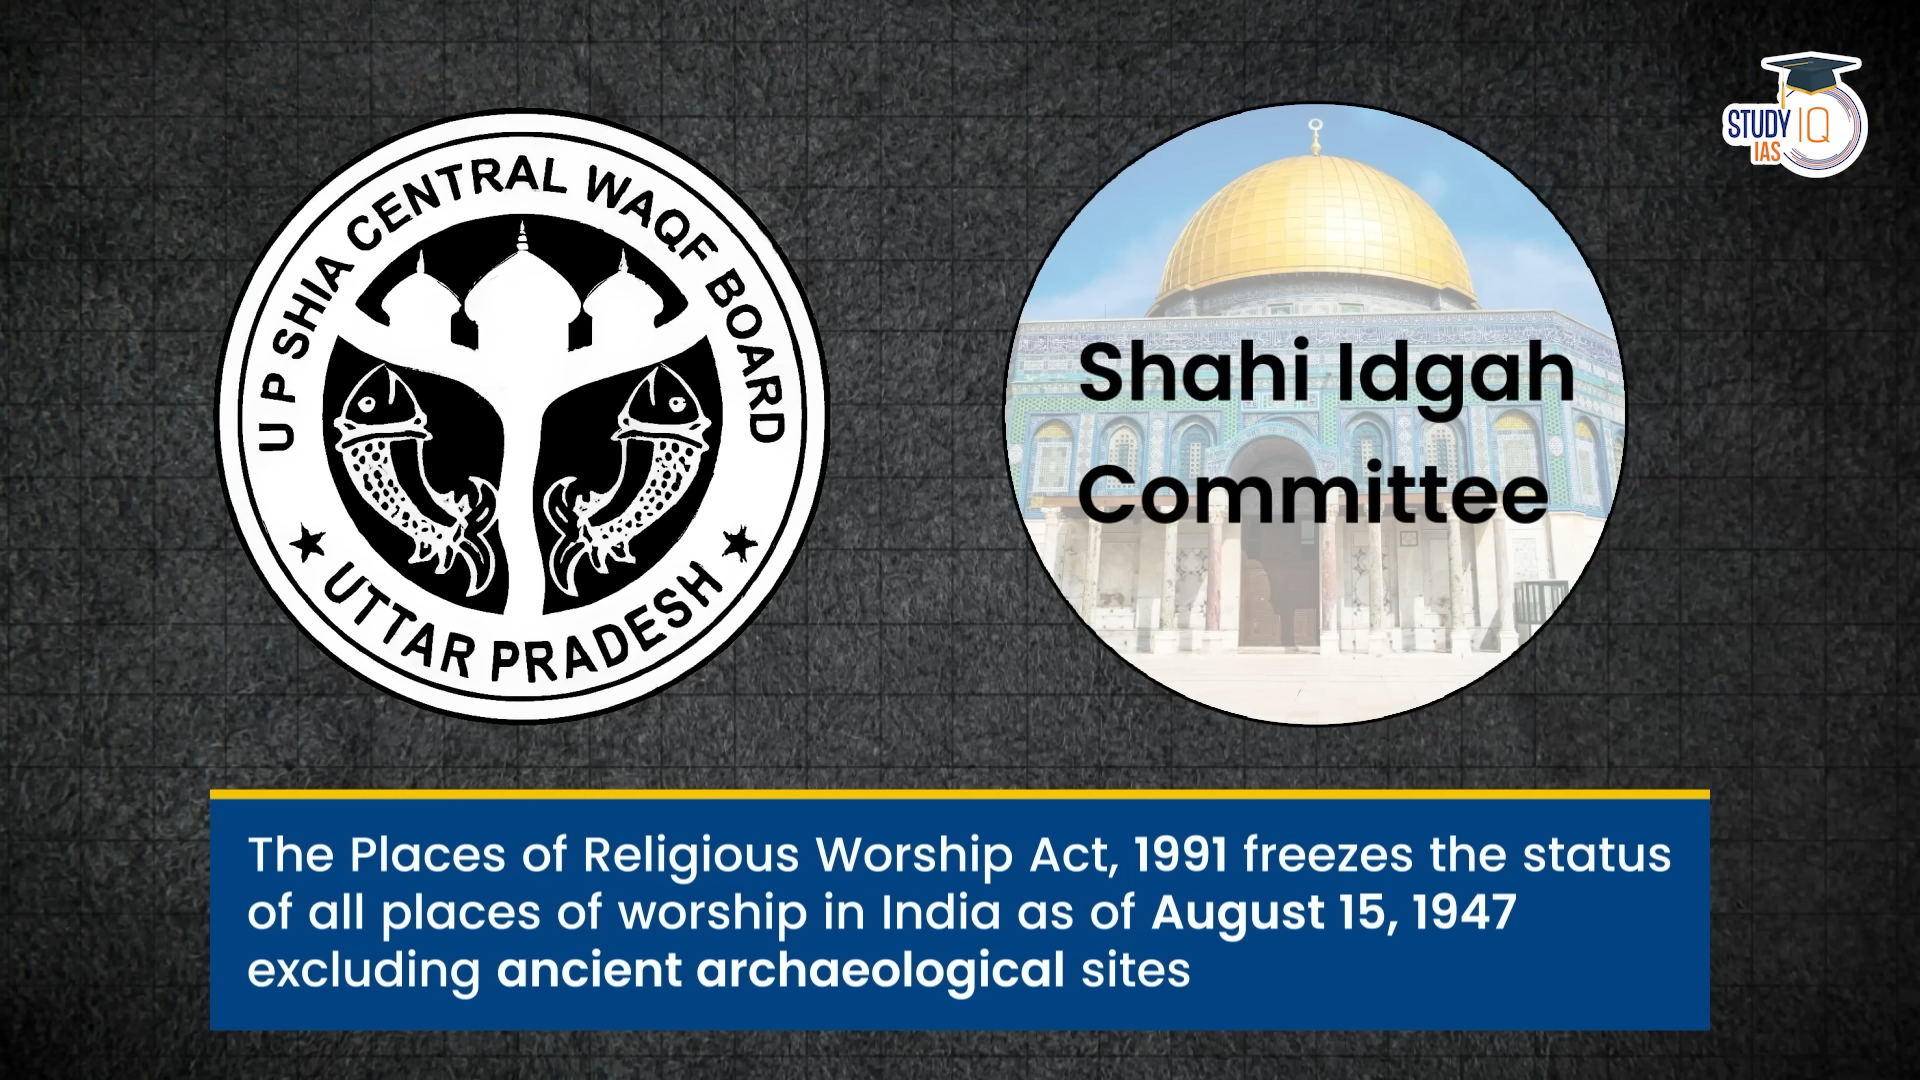 U P SHIA CENTRAL WAQF BOARD
UTTAR PRADESH
Shahi Idgah
Committee
STUDY IQ
IAS
The Places of Religious Worship Act, 1991 freezes the status
of all places of worship in India as of August 15, 1947
excluding ancient archaeological sites